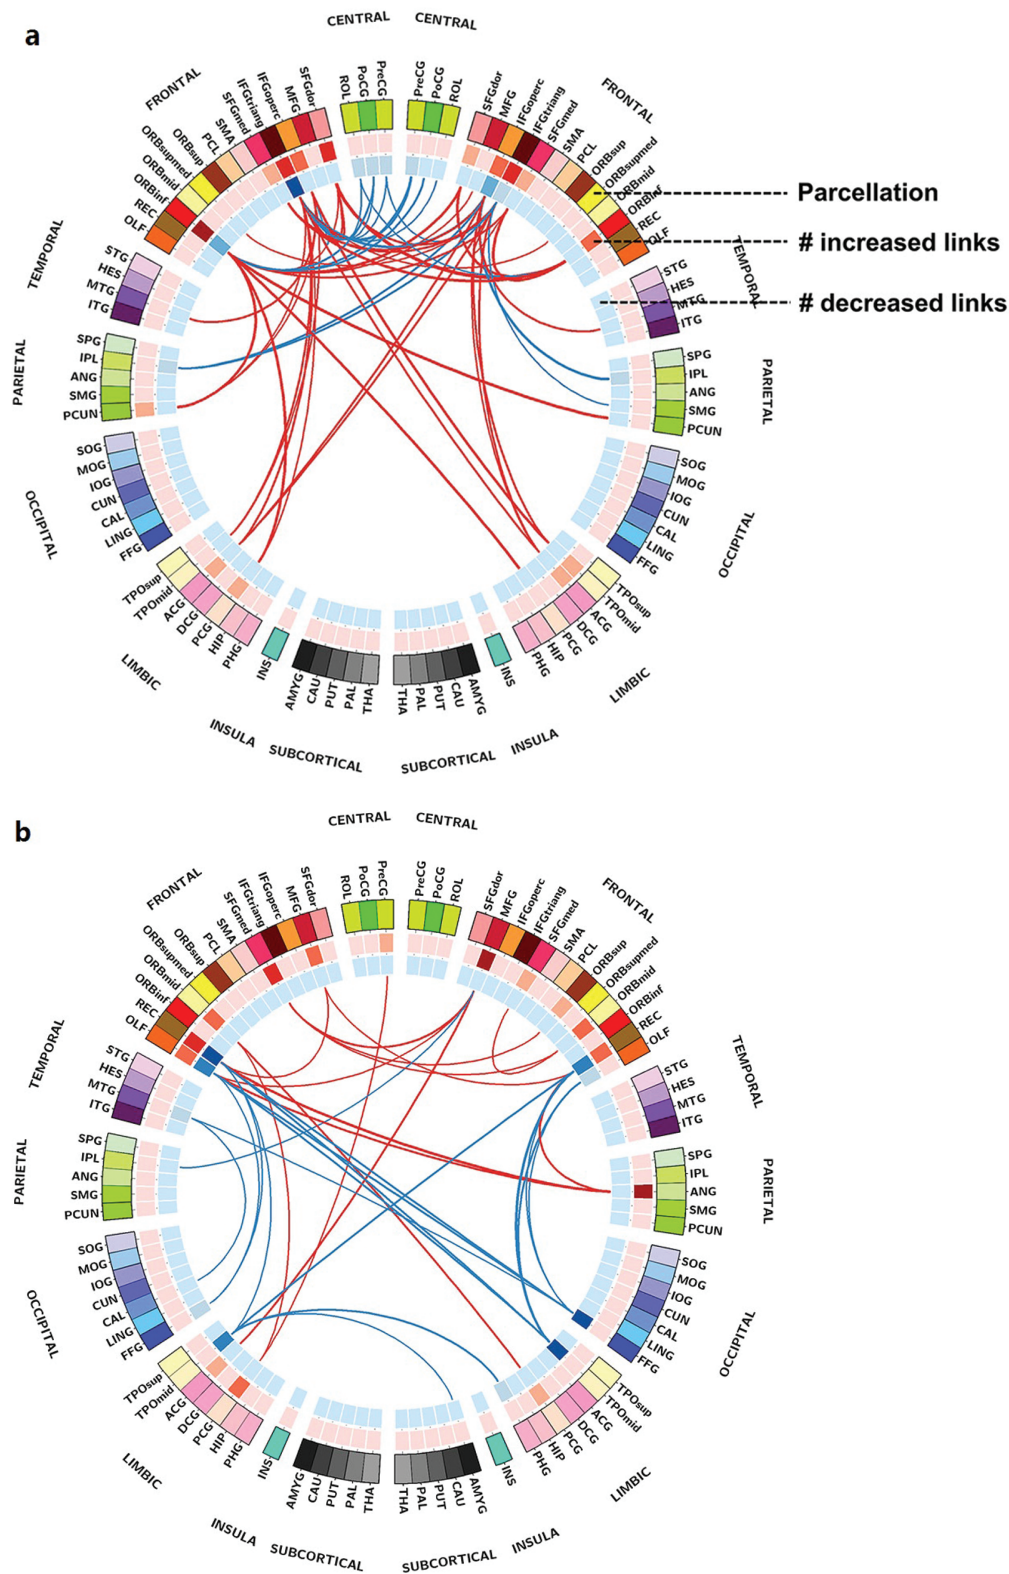 a
CENTRAL
CENTRAL
FRONTAL
FRONTAL
ROL
PoCG
PreCG
PreCG
PoCG
ROL
SFGdor
MFG
IFGoperc
IFGtriang
SFGmed
SMA
PCL
ORBsup
ORBsupmed
ORBmid
ORBinf
REC
OLF
SFGdor
MFG
IFGoperc
IFGtriang
SFGmed
SMA
PCL
ORBsup
ORBsupmed
ORBmid
ORBinf
REC
OLF
Parcellation
# increased links
# decreased links
TEMPORAL
TEMPORAL
STG
HES
MTG
ITG
STG
HES
MTG
ITG
PARIETAL
PARIETAL
SPG
IPL
ANG
SMG
PCUN
SPG
IPL
ANG
SMG
PCUN
OCCIPITAL
OCCIPITAL
SOG
MOG
IOG
CUN
CAL
LING
FFG
SOG
MOG
IOG
CUN
CAL
LING
FFG
TPOsup
TPOmid
ACG
DCG
PCG
HIP
PHG
TPOsup
TPOmid
ACG
DCG
PCG
HIP
PHG
LIMBIC
LIMBIC
INS
INS
AMYG
CAU
PUT
PAL
THA
THA
PAL
PUT
CAU
AMYG
INSULA
SUBCORTICAL
SUBCORTICAL
INSULA
b
CENTRAL
CENTRAL
FRONTAL
FRONTAL
ROL
PoCG
PreCG
PreCG
PoCG
ROL
SFGdor
MFG
IFGoperc
IFGtriang
SFGmed
SMA
PCL
ORBsup
ORBsupmed
ORBmid
ORBinf
REC
OLF
SFGdor
MFG
IFGoperc
IFGtriang
SFGmed
SMA
PCL
ORBsup
ORBsupmed
ORBmid
ORBinf
REC
OLF
TEMPORAL
TEMPORAL
STG
HES
MTG
ITG
STG
HES
MTG
ITG
PARIETAL
PARIETAL
SPG
IPL
ANG
SMG
PCUN
SPG
IPL
ANG
SMG
PCUN
OCCIPITAL
OCCIPITAL
SOG
MOG
IOG
CUN
CAL
LING
FFG
SOG
MOG
IOG
CUN
CAL
LING
FFG
TPOsup
TPOmid
ACG
DCG
PCG
HIP
PHG
TPOsup
TPOmid
ACG
DCG
PCG
HIP
PHG
LIMBIC
LIMBIC
INS
INS
AMYG
CAU
PUT
PAL
THA
THA
PAL
PUT
CAU
AMYG
INSULA
SUBCORTICAL
SUBCORTICAL
INSULA